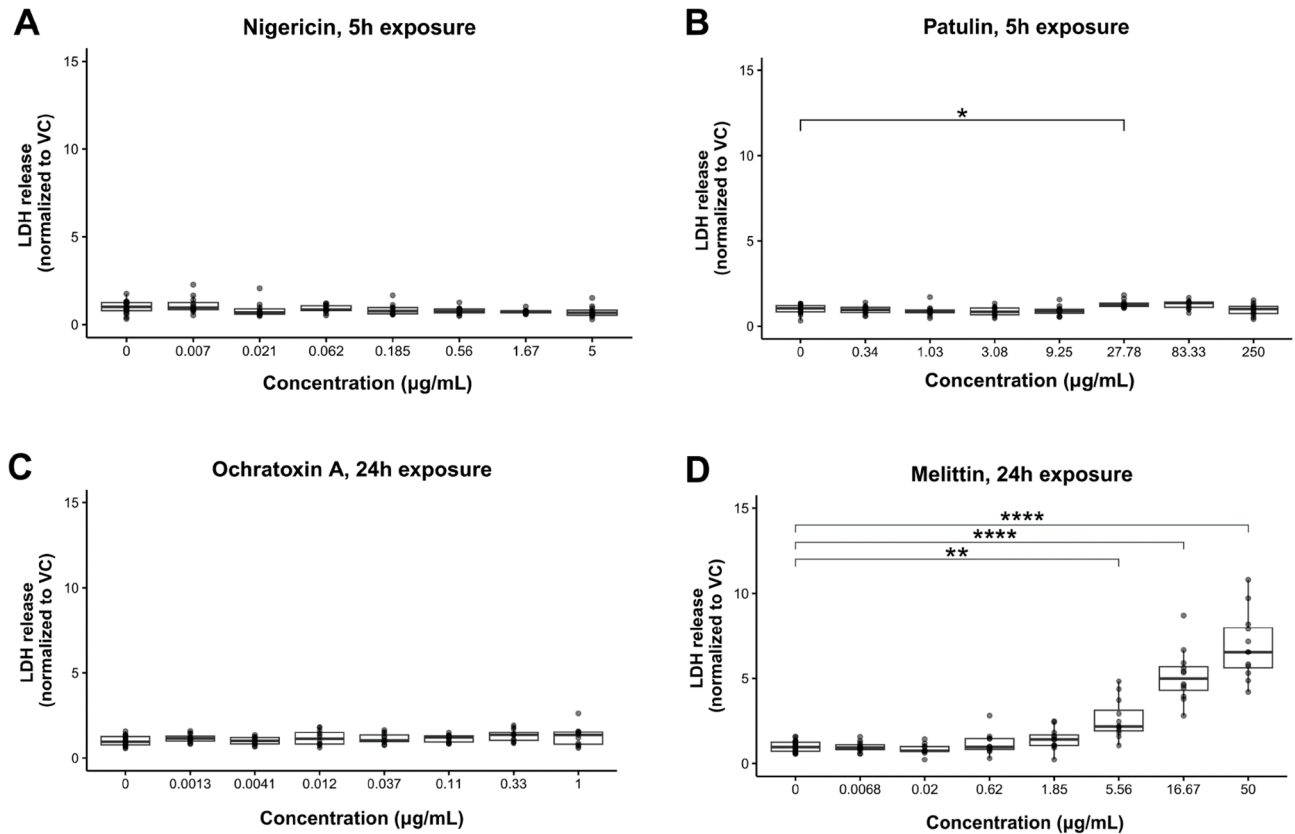 A
Nigericin, 5h exposure
15
10
5
0
LDH release
(normalized to VC)
0 0.007 0.021 0.062 0.185 0.56 1.67 5
Concentration (µg/mL)
B
Patulin, 5h exposure
*
15
10
5
0
LDH release
(normalized to VC)
0 0.34 1.03 3.08 9.25 27.78 83.33 250
Concentration (µg/mL)
C
Ochratoxin A, 24h exposure
15
10
5
0
LDH release
(normalized to VC)
0 0.0013 0.0041 0.012 0.037 0.11 0.33 1
Concentration (µg/mL)
D
Melittin, 24h exposure
****
****
**
15
10
5
0
LDH release
(normalized to VC)
0 0.0068 0.02 0.62 1.85 5.56 16.67 50
Concentration (µg/mL)